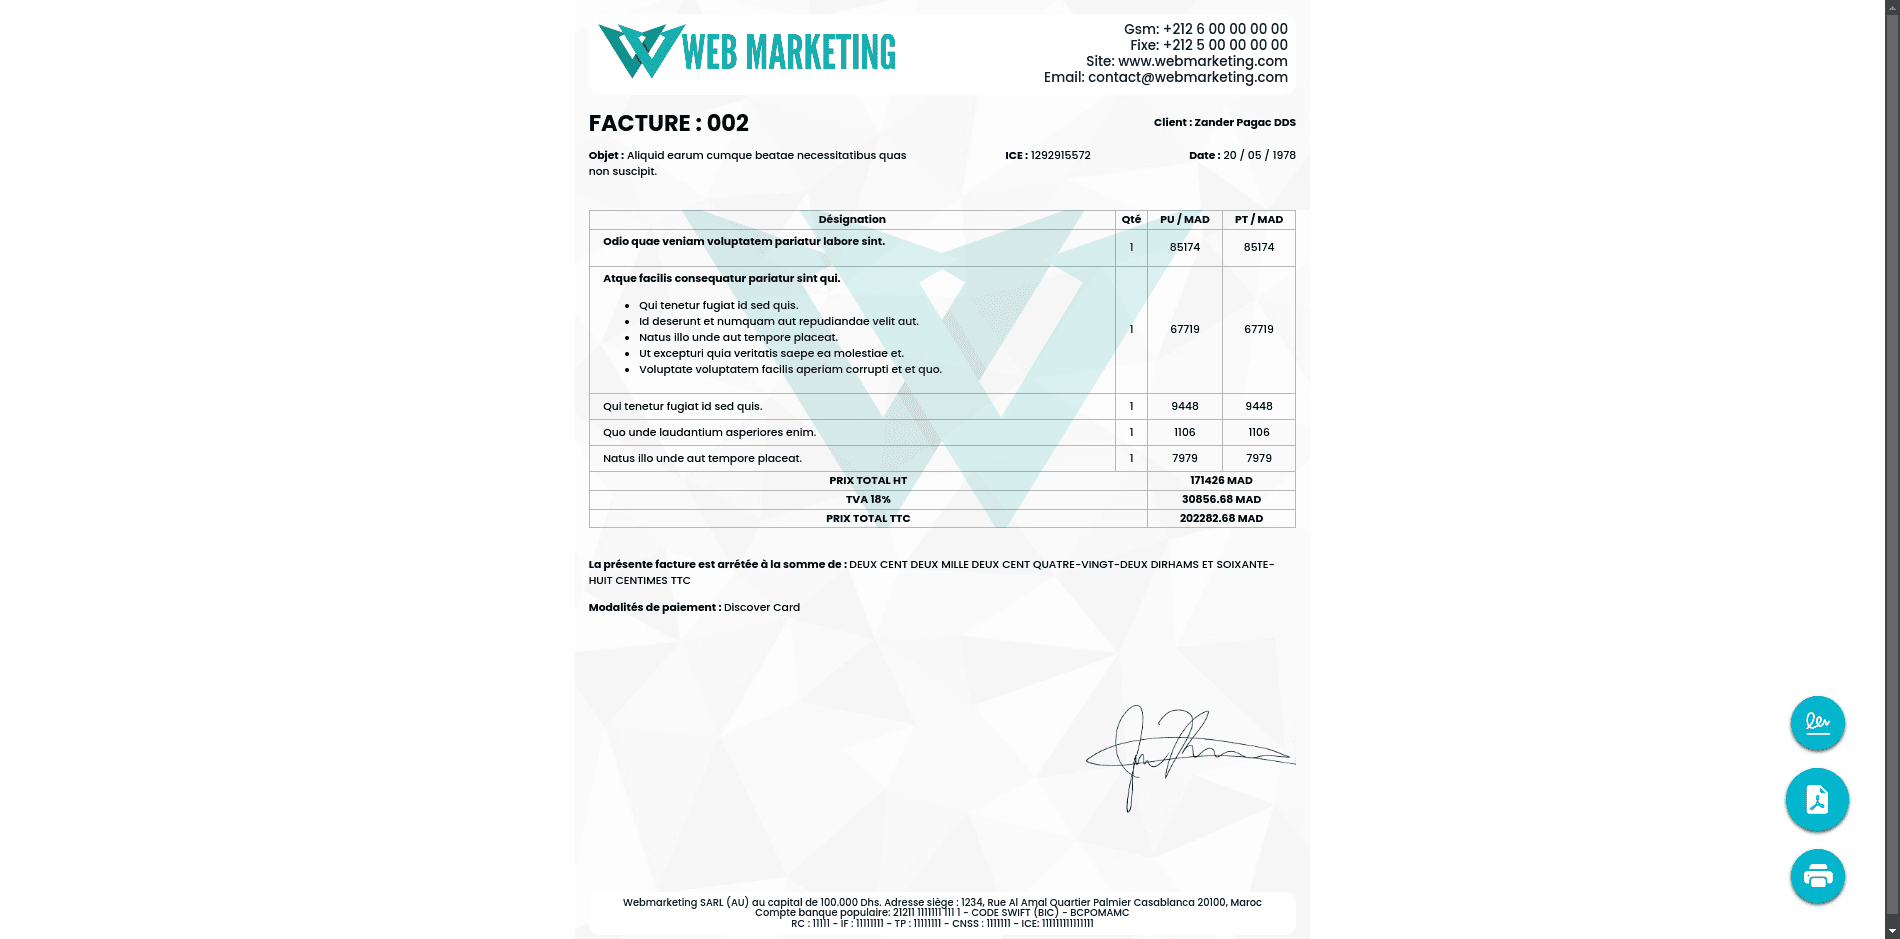 WEB MARKETING
Gsm: +212 6 00 00 00 00
Fixe: +212 5 00 00 00 00
Site: www.webmarketing.com
Email: contact@webmarketing.com
FACTURE : 002
Client : Zander Pagac DDS
Objet : Aliquid earum cumque beatae necessitatibus quas
non suscipit.
ICE : 1292915572
Date : 20 / 05 / 1978
Désignation Qté PU / MAD PT / MAD
Odio quae veniam voluptatem pariatur labore sint. 1 85174 85174
Atque facilis consequatur pariatur sint qui.
• Qui tenetur fugiat id sed quis.
• Id deserunt et numquam aut repudiandae velit aut.
• Natus illo unde aut tempore placeat.
• Ut excepturi quia veritatis saepe ea molestiae et.
• Voluptate voluptatem facilis aperiam corrupti et et quo.
1 67719 67719
Qui tenetur fugiat id sed quis. 1 9448 9448
Quo unde laudantium asperiores enim. 1 1106 1106
Natus illo unde aut tempore placeat. 1 7979 7979
PRIX TOTAL HT 171426 MAD
TVA 18% 30856.68 MAD
PRIX TOTAL TTC 202282.68 MAD
La présente facture est arrétée à la somme de : DEUX CENT DEUX MILLE DEUX CENT QUATRE-VINGT-DEUX DIRHAMS ET SOIXANTE-
HUIT CENTIMES TTC
Modalités de paiement : Discover Card
Webmarketing SARL (AU) au capital de 100.000 Dhs. Adresse siège : 1234, Rue Al Amal Quartier Palmier Casablanca 20100, Maroc
Compte banque populaire: 21211 1111111 111 1 - CODE SWIFT (BIC) - BCPOMAMC
RC : 11111 - IF : 11111111 - TP : 11111111 - CNSS : 1111111 - ICE: 111111111111111